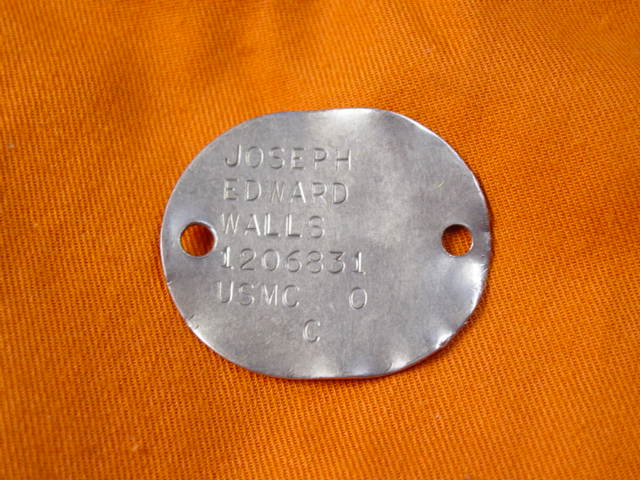 JOSEPH
EDWARD
WALLS
1206831
USMC O
C